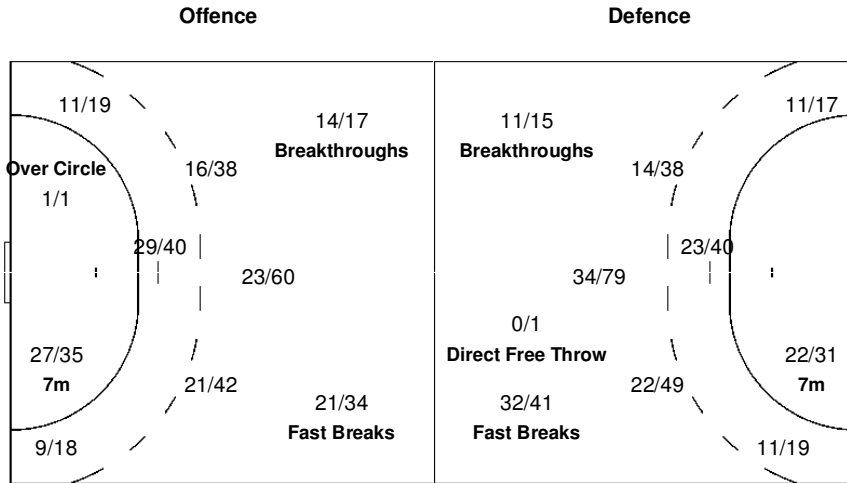 Offence Defence
11/19 11/17
14/17 11/15
Breakthroughs Breakthroughs
Over Circle 16/38 14/38
1/1
29/40 23/40
23/60 34/79
0/1
27/35 Direct Free Throw 22/31
7m 21/42 22/49 7m
21/34 32/41
Fast Breaks Fast Breaks
9/18 11/19